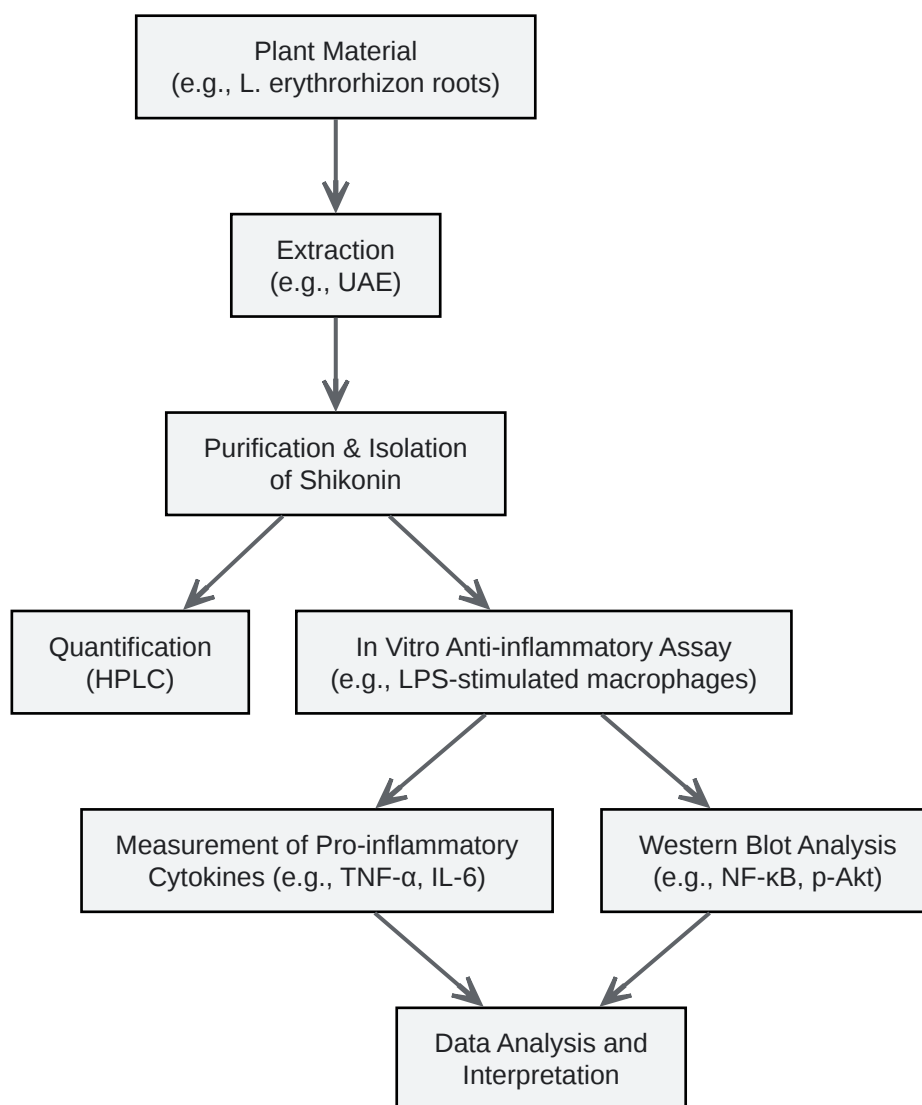 Plant Material
(e.g., L. erythrorhizon roots)
Extraction
(e.g., UAE)
Purification & Isolation
of Shikonin
Quantification
(HPLC)
In Vitro Anti-inflammatory Assay
(e.g., LPS-stimulated macrophages)
Measurement of Pro-inflammatory
Cytokines (e.g., TNF-α, IL-6)
Western Blot Analysis
(e.g., NF-κB, p-Akt)
Data Analysis and
Interpretation